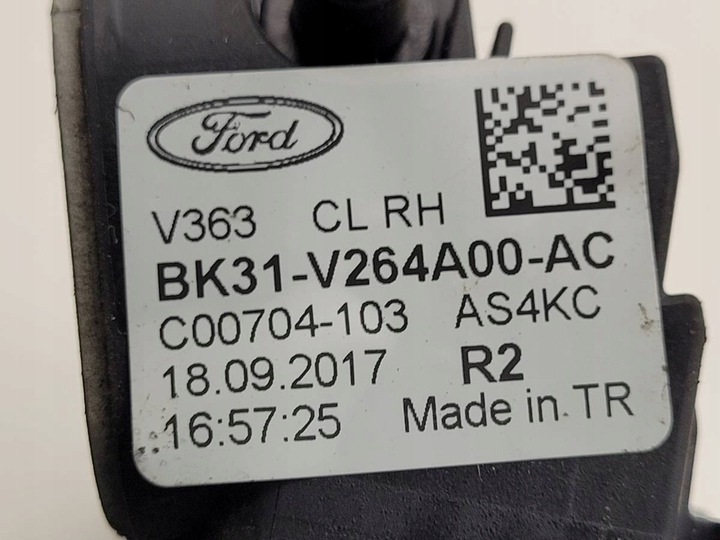 Ford
V363 CL RH
BK31-V264A00-AC
C00704-103 AS4KC
18.09.2017 R2
16:57:25 Made in TR